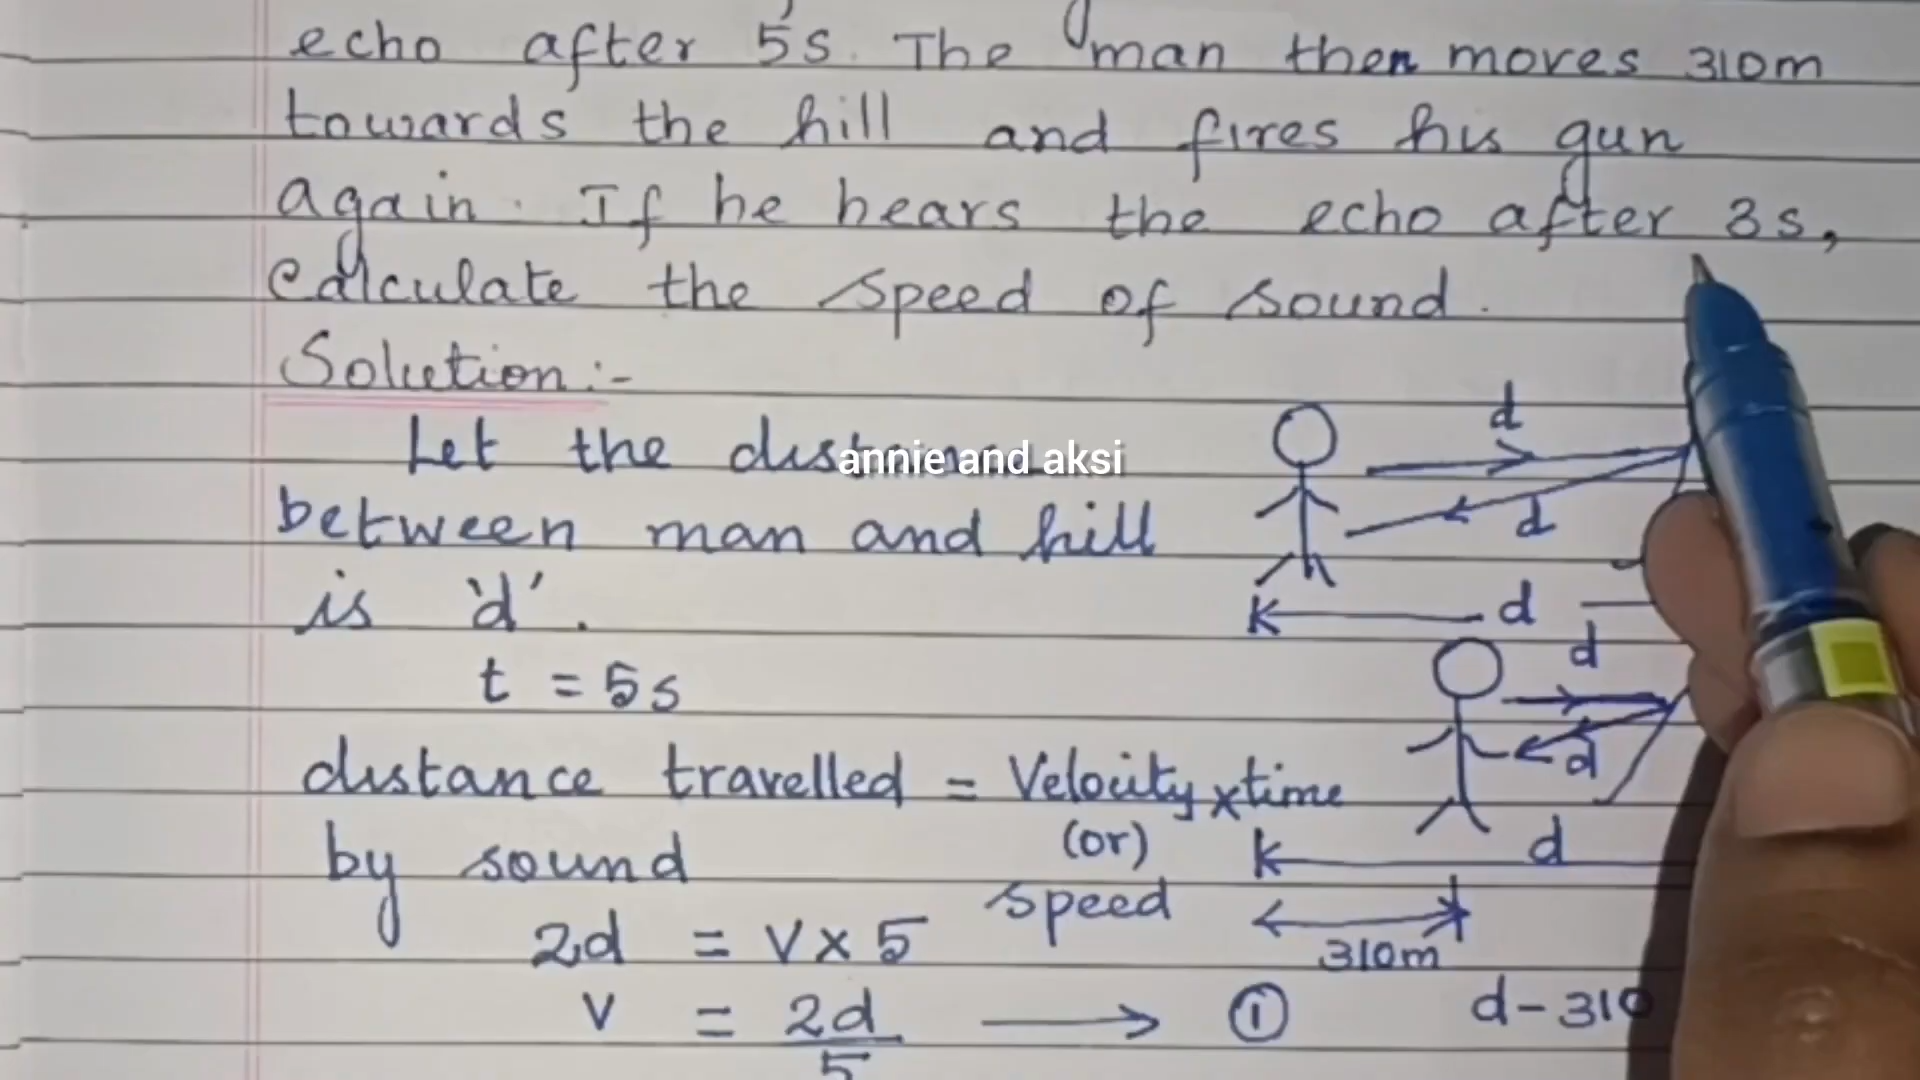 echo after 5s. The man then moves 310m
towards the hill and fires his gun
again. If he hears the echo after 3s,
calculate the speed of sound.
Solution:-
Let the
annie and aksi
between man and hill
is 'd'.
t = 5s
distance travelled = Velocity x time
by sound (or)
speed
2d = V x 5
V = 2d/5 → ①
d
d
d
d
d
d
310m
d-310